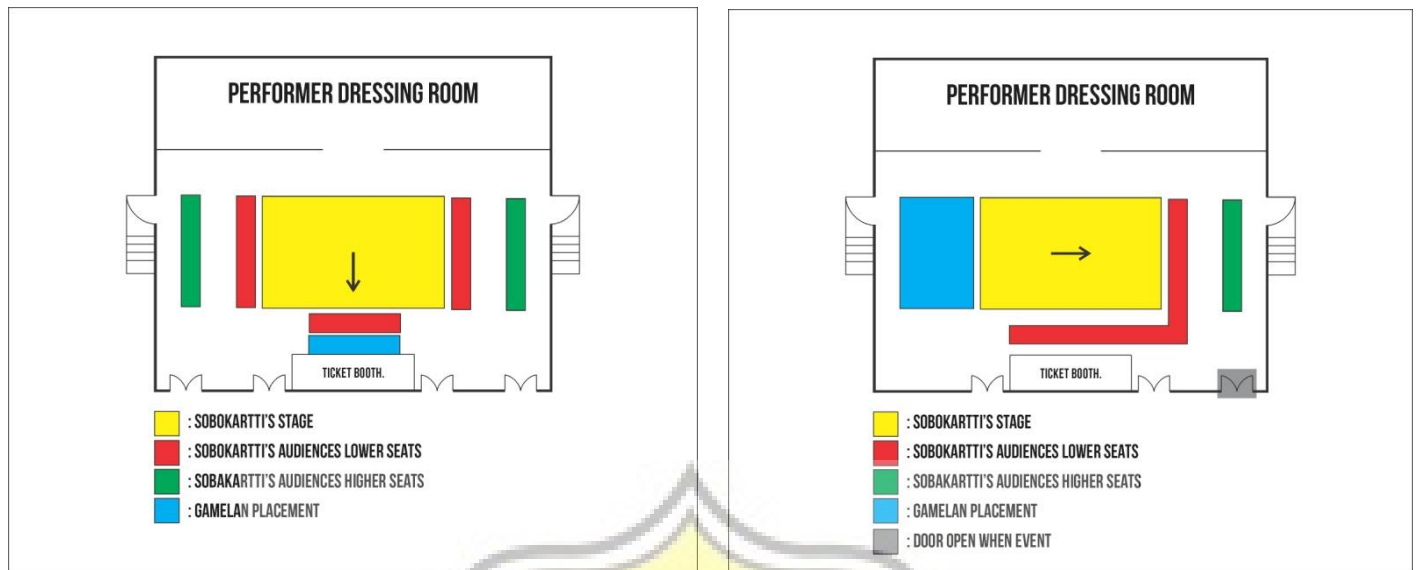 PERFORMER DRESSING ROOM
TICKET BOOTH.
: SOBOKARTTI'S STAGE
: SOBOKARTTI'S AUDIENCES LOWER SEATS
: SOBAKARTTI'S AUDIENCES HIGHER SEATS
: GAMELAN PLACEMENT
PERFORMER DRESSING ROOM
TICKET BOOTH.
: SOBOKARTTI'S STAGE
: SOBOKARTTI'S AUDIENCES LOWER SEATS
: SOBAKARTTI'S AUDIENCES HIGHER SEATS
: GAMELAN PLACEMENT
: DOOR OPEN WHEN EVENT